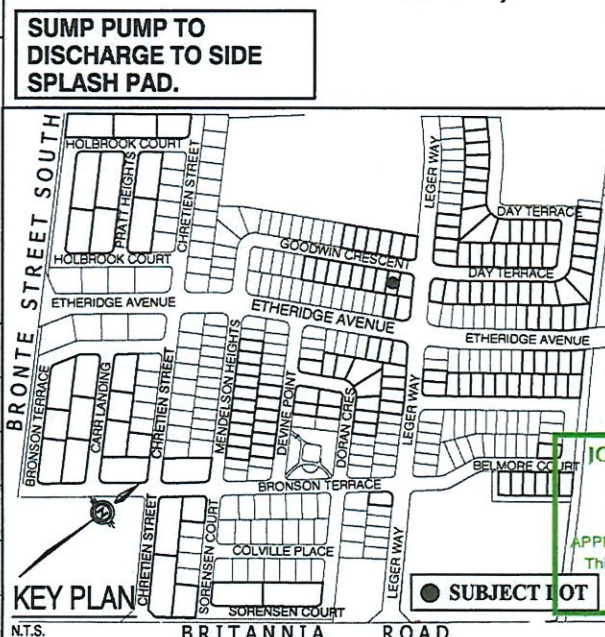 SUMP PUMP TO
DISCHARGE TO SIDE
SPLASH PAD.
BRONTE STREET SOUTH
HOLBROOK COURT
PRATT HEIGHTS
CHRETIEN STREET
HOLBROOK COURT
ETHERIDGE AVENUE
GOODWIN CRESCENT
LEGER WAY
DAY TERRACE
DAY TERRACE
ETHERIDGE AVENUE
ETHERIDGE AVENUE
BRONSON TERRACE
CARR LANDING
CHRETIEN STREET
MENDELSON HEIGHTS
DEVINE POINT
DORAN CRES
LEGER WAY
BELMORE COURT
BRONSON TERRACE
CHRETIEN STREET
SORENSEN COURT
COLVILLE PLACE
LEGER WAY
SORENSEN COURT
N
KEY PLAN
SUBJECT LOT
N.T.S.
BRITANNIA ROAD